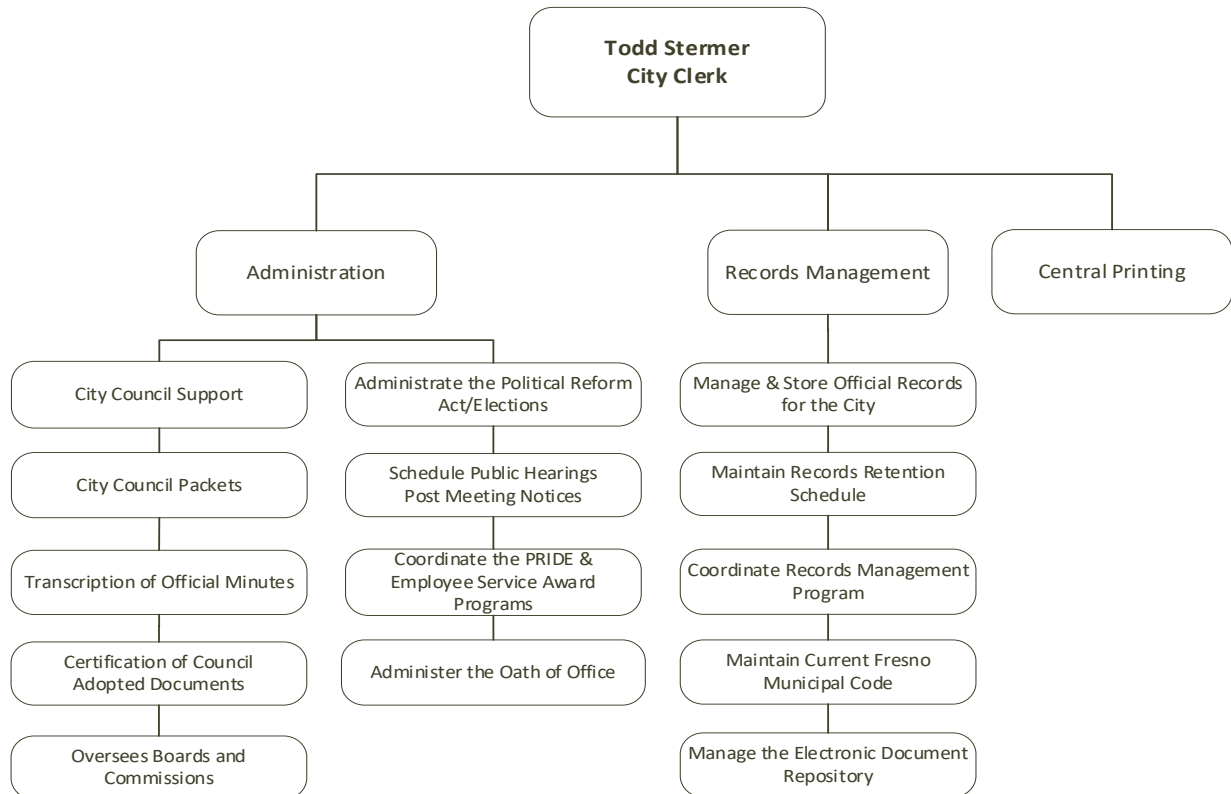 Todd Stermer
City Clerk
Administration
Records Management
Central Printing
City Council Support
City Council Packets
Transcription of Official Minutes
Certification of Council
Adopted Documents
Oversees Boards and
Commissions
Administrate the Political Reform
Act/Elections
Schedule Public Hearings
Post Meeting Notices
Coordinate the PRIDE &
Employee Service Award
Programs
Administer the Oath of Office
Manage & Store Official Records
for the City
Maintain Records Retention
Schedule
Coordinate Records Management
Program
Maintain Current Fresno
Municipal Code
Manage the Electronic Document
Repository